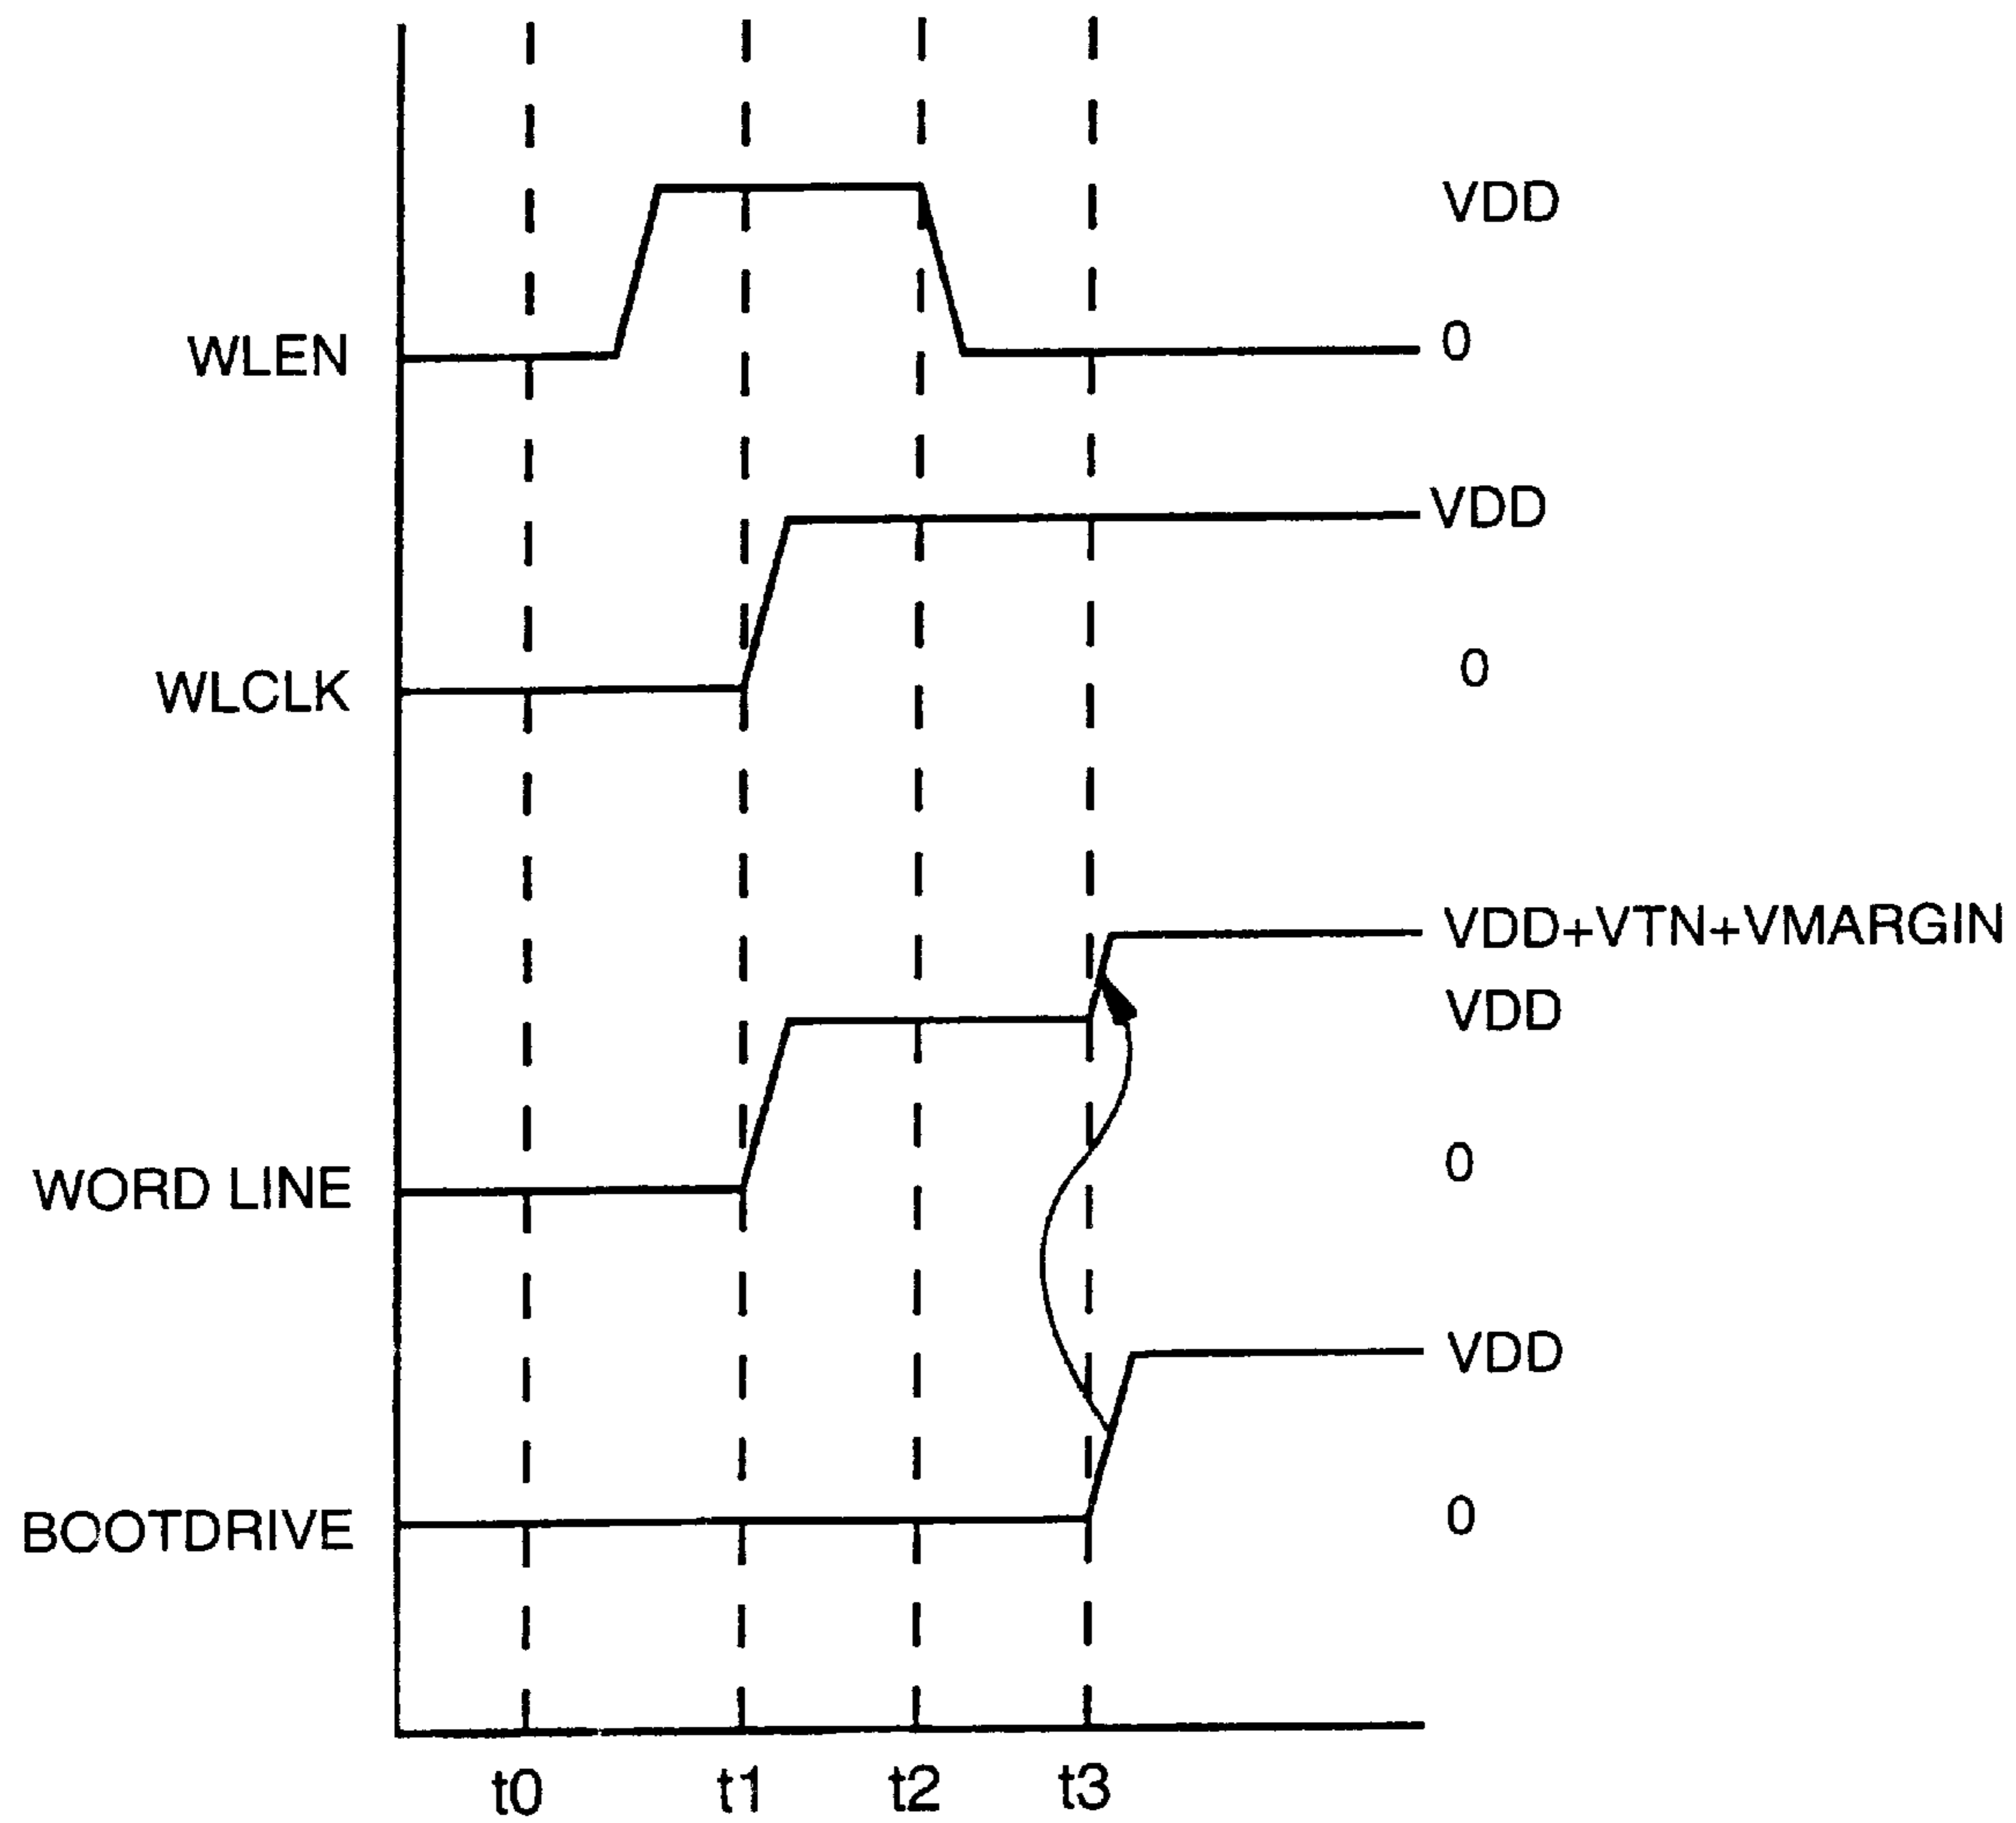 VDD
WLEN
0
VDD
WLCLK
0
VDD+VTN+VMARGIN
VDD
0
WORD LINE
VDD
BOOTDRIVE
0
t0 t1 t2 t3